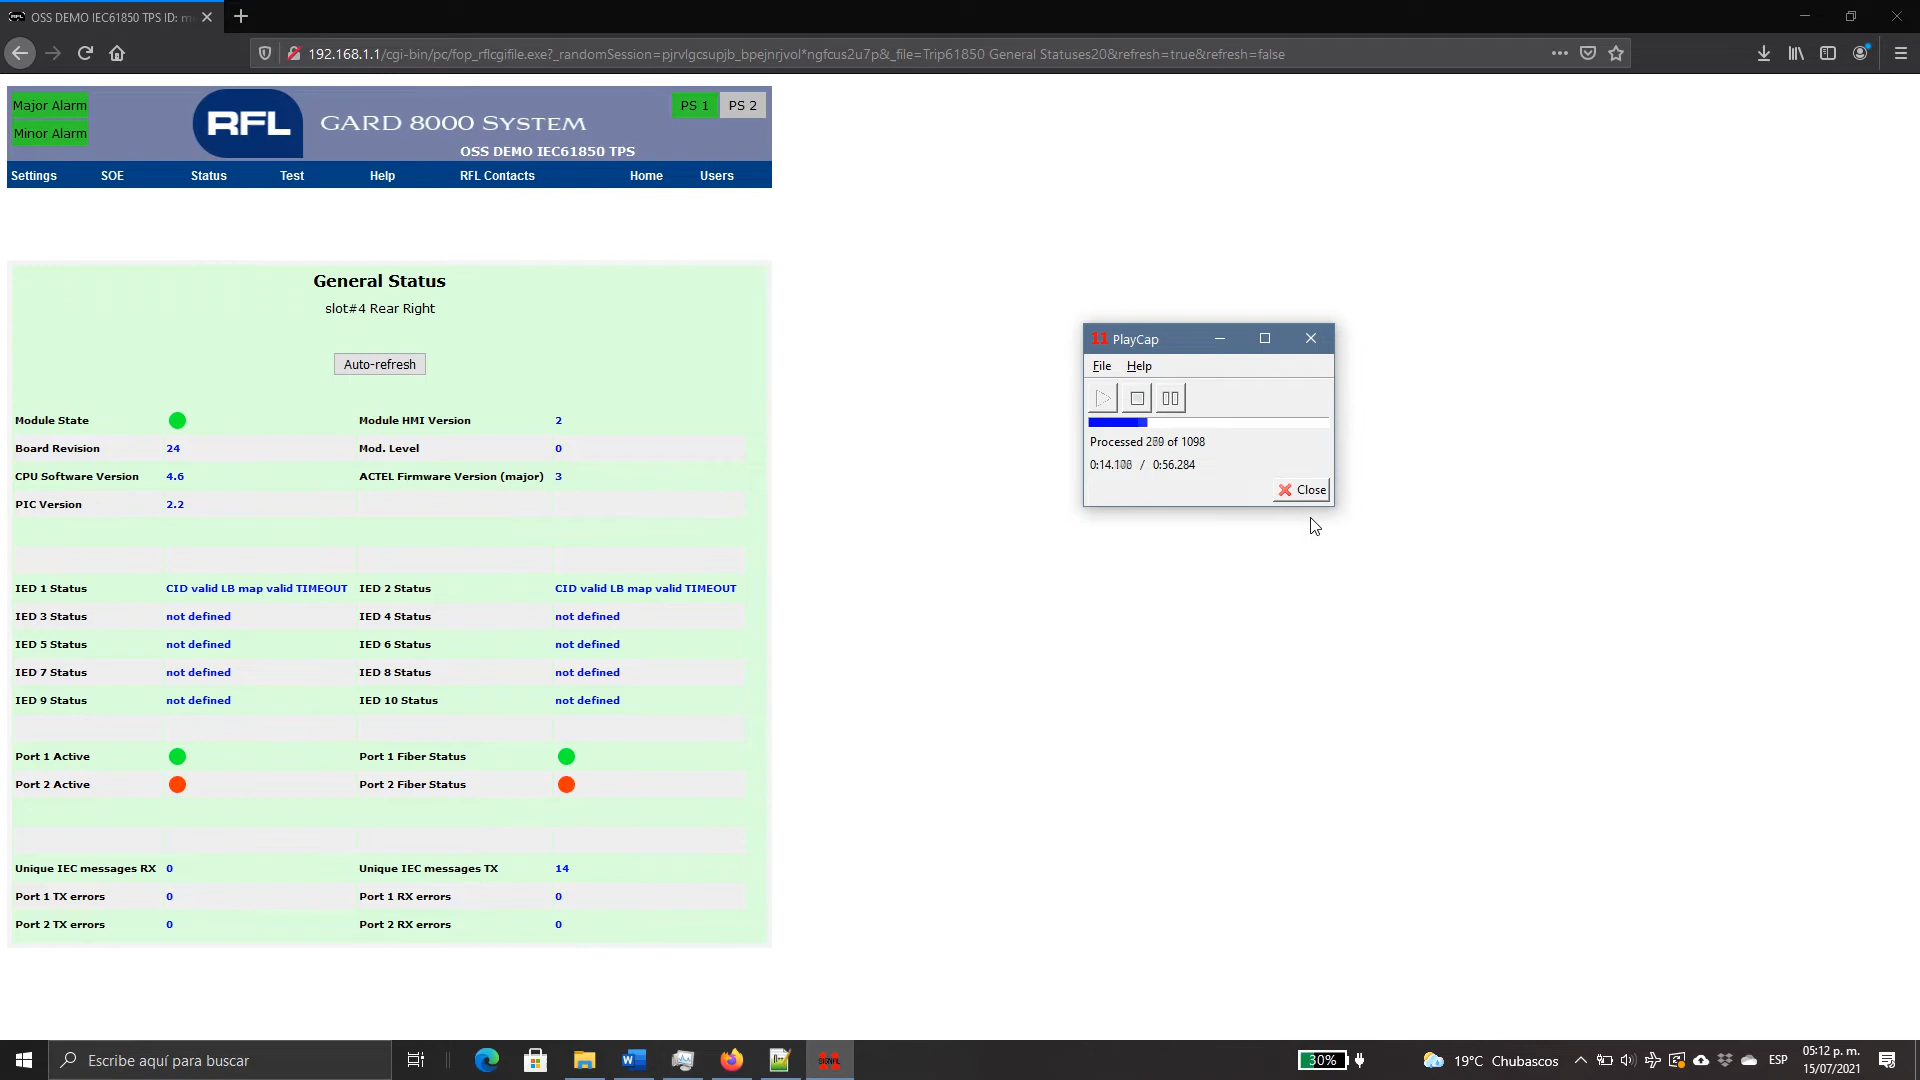 OSS DEMO IEC61850 TPS ID: m
192.168.1.1/cgi-bin/pc/fop_rflcgifile.exe?_randomSession=pjrvlgcsupjb_bpejnrjvol*ngfcus2u7p&_file=Trip61850 General Statuses20&refresh=true&refresh=false
Major Alarm
Minor Alarm
RFL
GARD 8000 SYSTEM
OSS DEMO IEC61850 TPS
PS 1 PS 2
Settings SOE Status Test Help RFL Contacts Home Users
General Status
slot#4 Rear Right
Auto-refresh
Module State Module HMI Version 2
Board Revision 24 Mod. Level 0
CPU Software Version 4.6 ACTEL Firmware Version (major) 3
PIC Version 2.2
IED 1 Status CID valid LB map valid TIMEOUT IED 2 Status CID valid LB map valid TIMEOUT
IED 3 Status not defined IED 4 Status not defined
IED 5 Status not defined IED 6 Status not defined
IED 7 Status not defined IED 8 Status not defined
IED 9 Status not defined IED 10 Status not defined
Port 1 Active Port 1 Fiber Status
Port 2 Active Port 2 Fiber Status
Unique IEC messages RX 0 Unique IEC messages TX 14
Port 1 TX errors 0 Port 1 RX errors 0
Port 2 TX errors 0 Port 2 RX errors 0
PlayCap
File Help
Processed of 1098
/ 0:56.284
Close
Escribe aquí para buscar
30%
19°C Chubascos
ESP
05:12 p. m.
15/07/2021